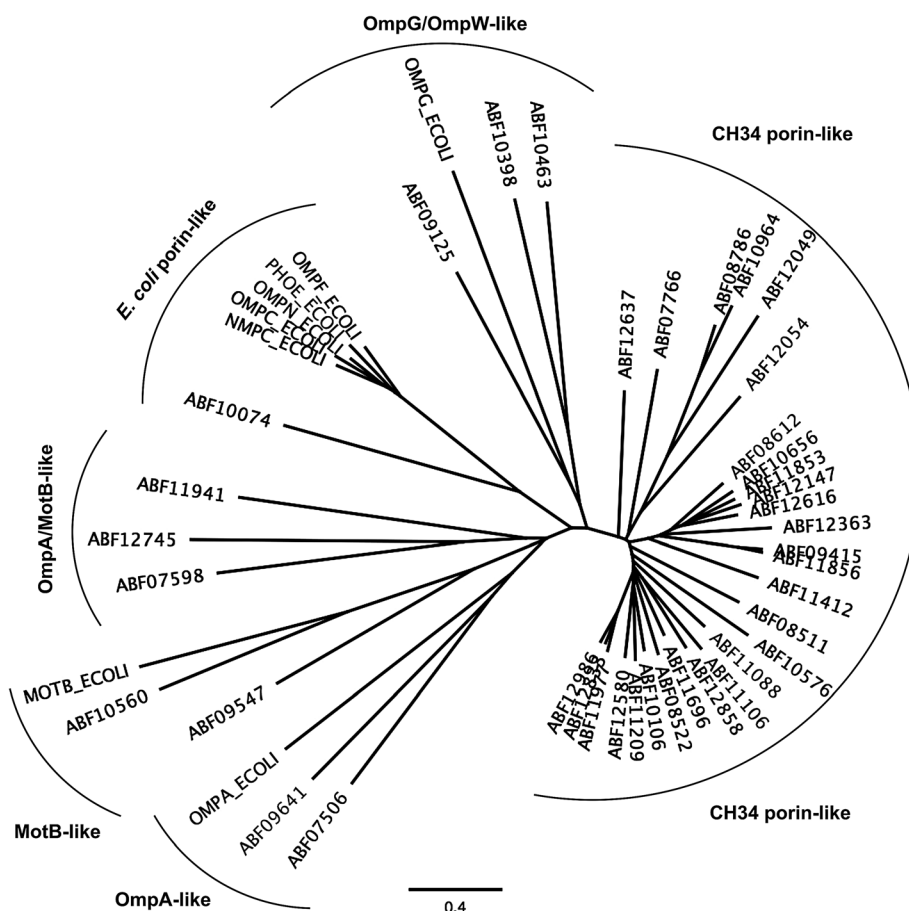 OmpG/OmpW-like
OMPG_ECOLI
ABF10398
ABF10463
ABF09125
CH34 porin-like
ABF12637
ABF07766
ABF08786
ABF10964
ABF12049
ABF12054
E. coli porin-like
OMPF_ECOLI
PHOE_ECOLI
OMPN_ECOLI
OMPC_ECOLI
NMPC_ECOLI
ABF10074
OmpA/MotB-like
ABF11941
ABF12745
ABF07598
ABF08612
ABF10656
ABF11853
ABF12147
ABF12616
ABF12363
ABF09415
ABF11856
ABF11412
ABF08511
ABF10576
ABF11088
ABF11106
ABF12858
ABF11696
ABF08522
ABF10106
ABF11209
ABF12580
ABF11977
ABF12986
MOTB_ECOLI
ABF10560
ABF09547
MotB-like
OMPA_ECOLI
ABF09641
ABF07506
OmpA-like
CH34 porin-like
0.4